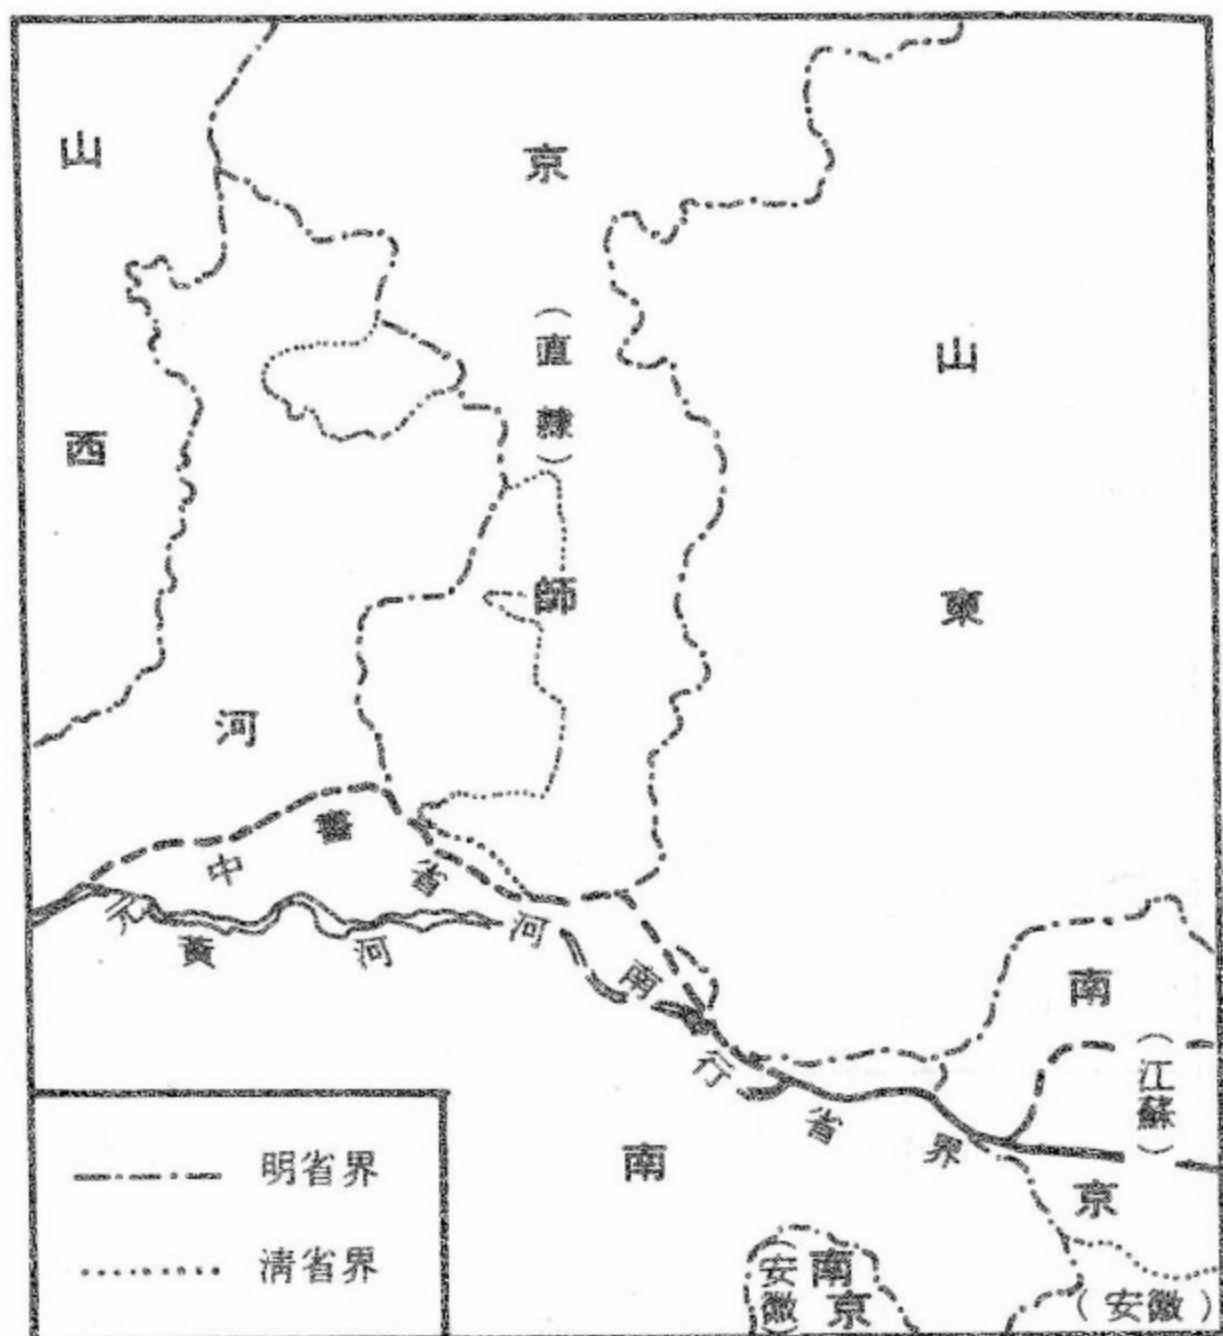 山西
京師
（直隸）
山東
河南
元中書省河南行省界
黃河
南京
（江蘇）
南京
（安徽）
（安徽）
明省界
清省界